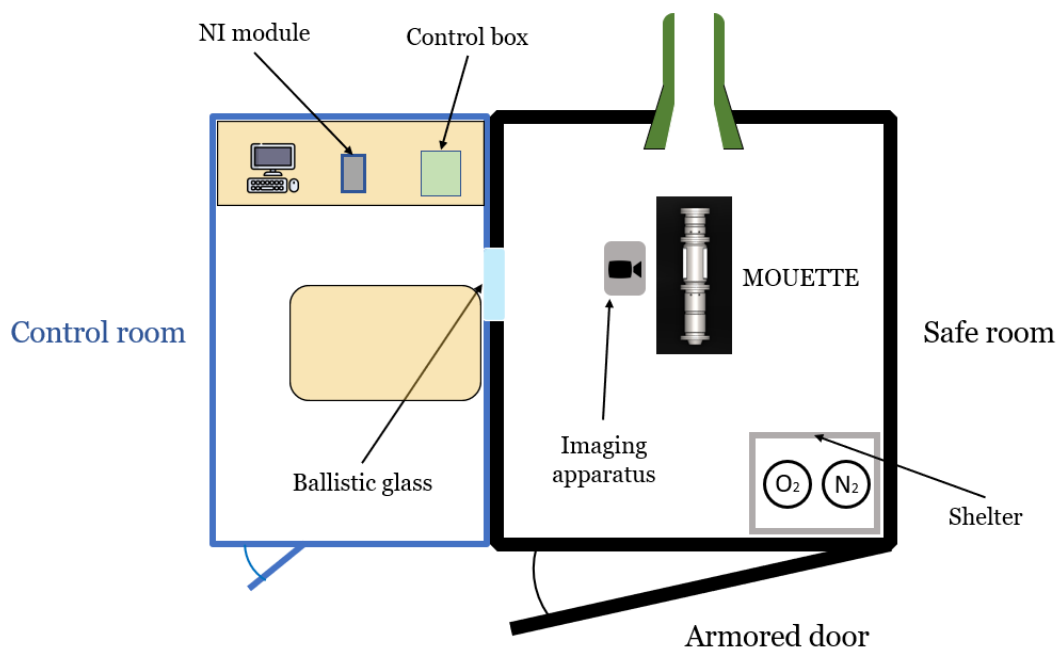 NI module
Control box
MOUETTE
Control room
Safe room
Imaging
apparatus
Ballistic glass
O₂
N₂
Shelter
Armored door